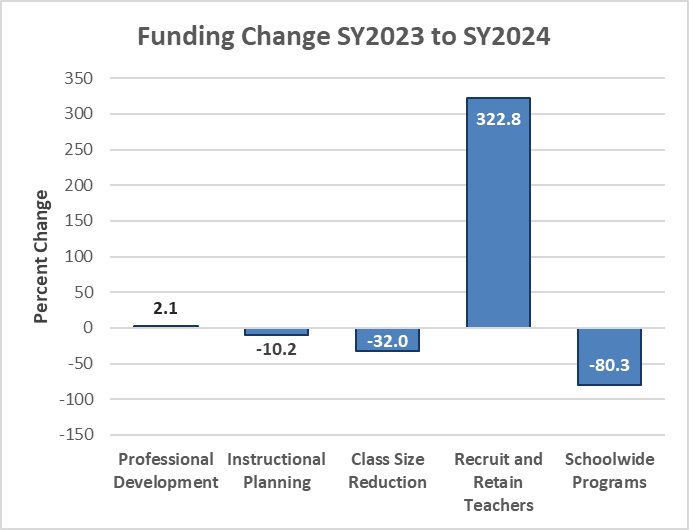 Funding Change SY2023 to SY2024
Percent Change
350
300
250
200
150
100
50
0
-50
-100
-150
2.1
-10.2
-32.0
322.8
-80.3
Professional
Development
Instructional
Planning
Class Size
Reduction
Recruit and
Retain
Teachers
Schoolwide
Programs